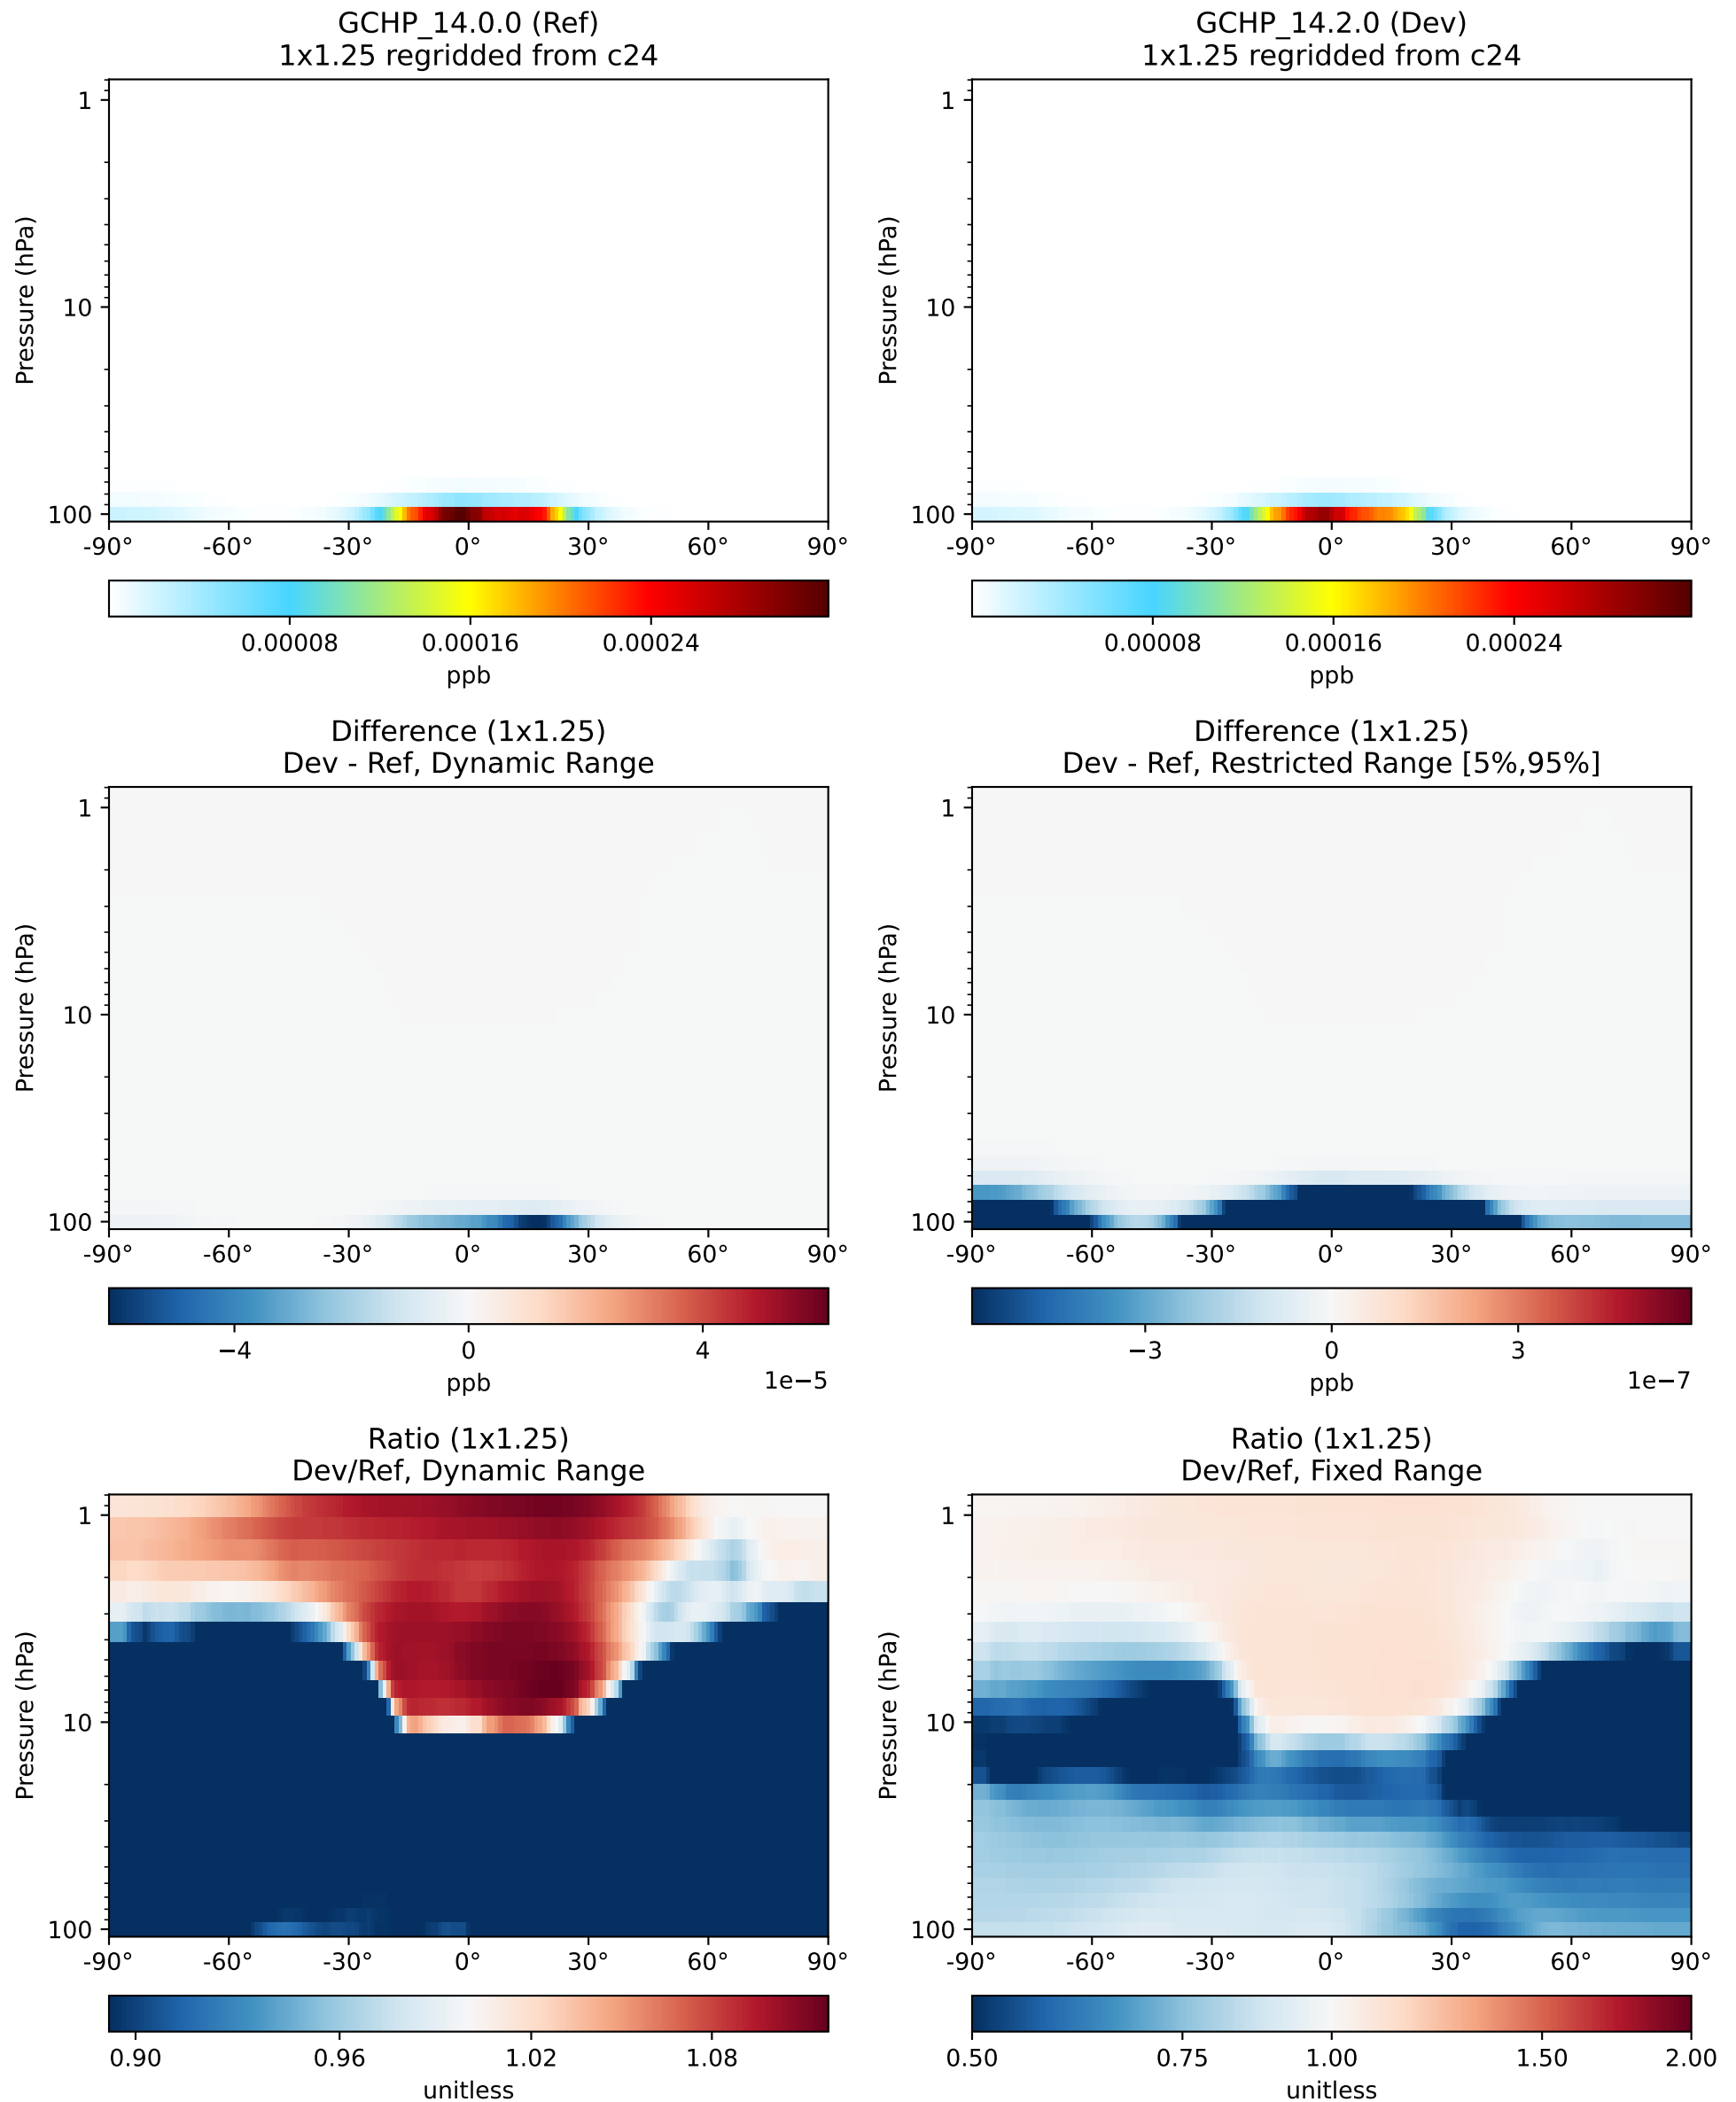 GCHP_14.0.0 (Ref)
1x1.25 regridded from c24
Pressure (hPa)
1
10
100
-90° -60° -30° 0° 30° 60° 90°
0.00008 0.00016 0.00024
ppb
GCHP_14.2.0 (Dev)
1x1.25 regridded from c24
Pressure (hPa)
1
10
100
-90° -60° -30° 0° 30° 60° 90°
0.00008 0.00016 0.00024
ppb
Difference (1x1.25)
Dev - Ref, Dynamic Range
Pressure (hPa)
1
10
100
-90° -60° -30° 0° 30° 60° 90°
−4 0 4
ppb
1e−5
Difference (1x1.25)
Dev - Ref, Restricted Range [5%,95%]
Pressure (hPa)
1
10
100
-90° -60° -30° 0° 30° 60° 90°
−3 0 3
ppb
1e−7
Ratio (1x1.25)
Dev/Ref, Dynamic Range
Pressure (hPa)
1
10
100
-90° -60° -30° 0° 30° 60° 90°
0.90 0.96 1.02 1.08
unitless
Ratio (1x1.25)
Dev/Ref, Fixed Range
Pressure (hPa)
1
10
100
-90° -60° -30° 0° 30° 60° 90°
0.50 0.75 1.00 1.50 2.00
unitless